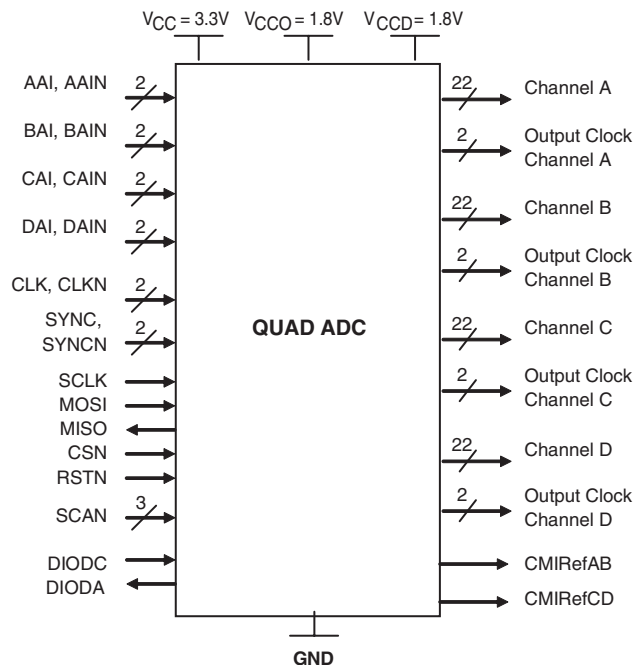 VCC = 3.3V
VCCO = 1.8V
VCCD = 1.8V
AAI, AAIN
2
BAI, BAIN
2
CAI, CAIN
2
DAI, DAIN
2
CLK, CLKN
2
SYNC,
SYNCN
2
SCLK
MOSI
MISO
CSN
RSTN
SCAN
3
DIODC
DIODA
QUAD ADC
22
Channel A
2
Output Clock
Channel A
22
Channel B
2
Output Clock
Channel B
22
Channel C
2
Output Clock
Channel C
22
Channel D
2
Output Clock
Channel D
CMIRefAB
CMIRefCD
GND